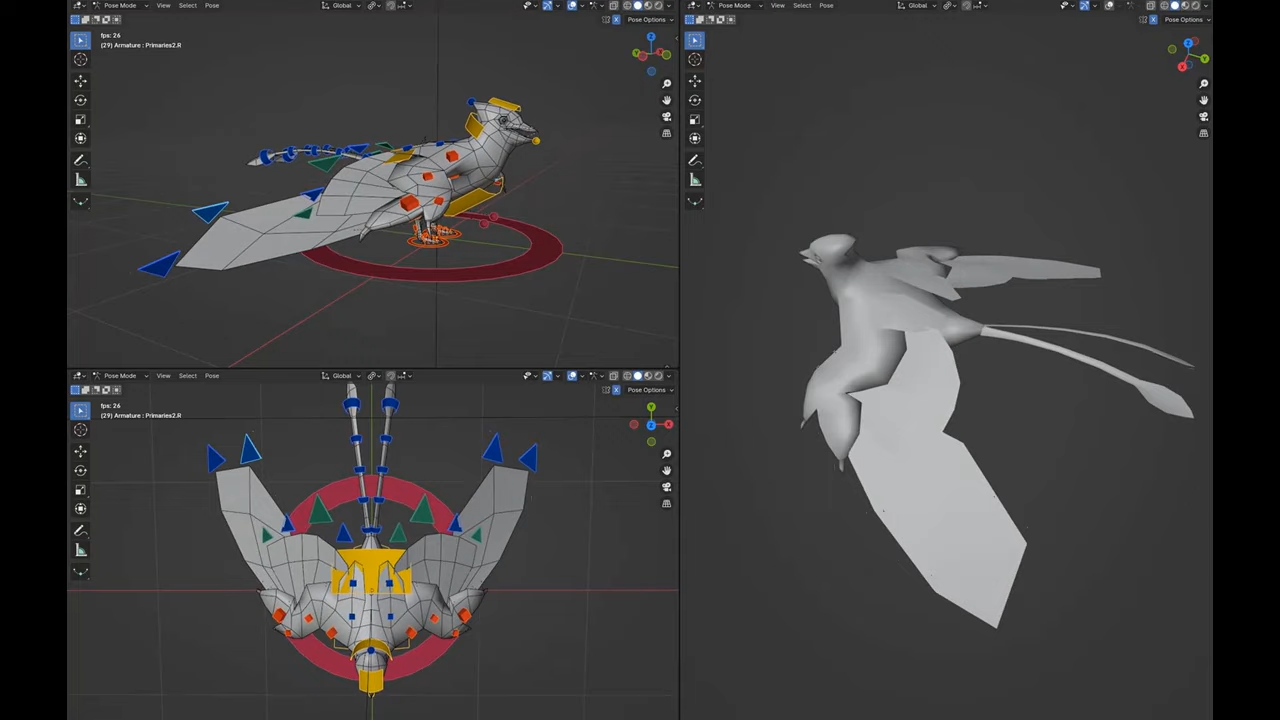 Pose Mode View Select Pose Global Pose Options
fps: 26
(29) Armature : Primaries2.R
Pose Mode View Select Pose Global Pose Options
Pose Mode View Select Pose Global
Pose Options
fps: 26
(29) Armature : Primaries2.R